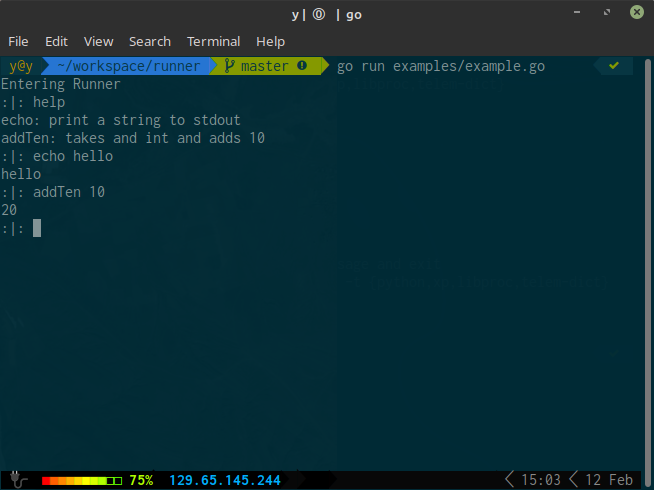 y| ⓪ | go
File Edit View Search Terminal Help
y@y ~/workspace/runner master go run examples/example.go ✔
Entering Runner
:|: help
echo: print a string to stdout
addTen: takes and int and adds 10
:|: echo hello
hello
:|: addTen 10
20
:|:
75% 129.65.145.244 15:03 12 Feb